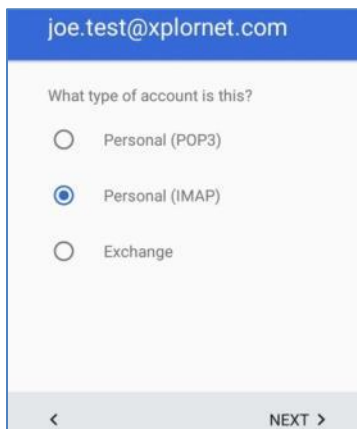 joe.test@xplornet.com
What type of account is this?
Personal (POP3)
Personal (IMAP)
Exchange
< NEXT >